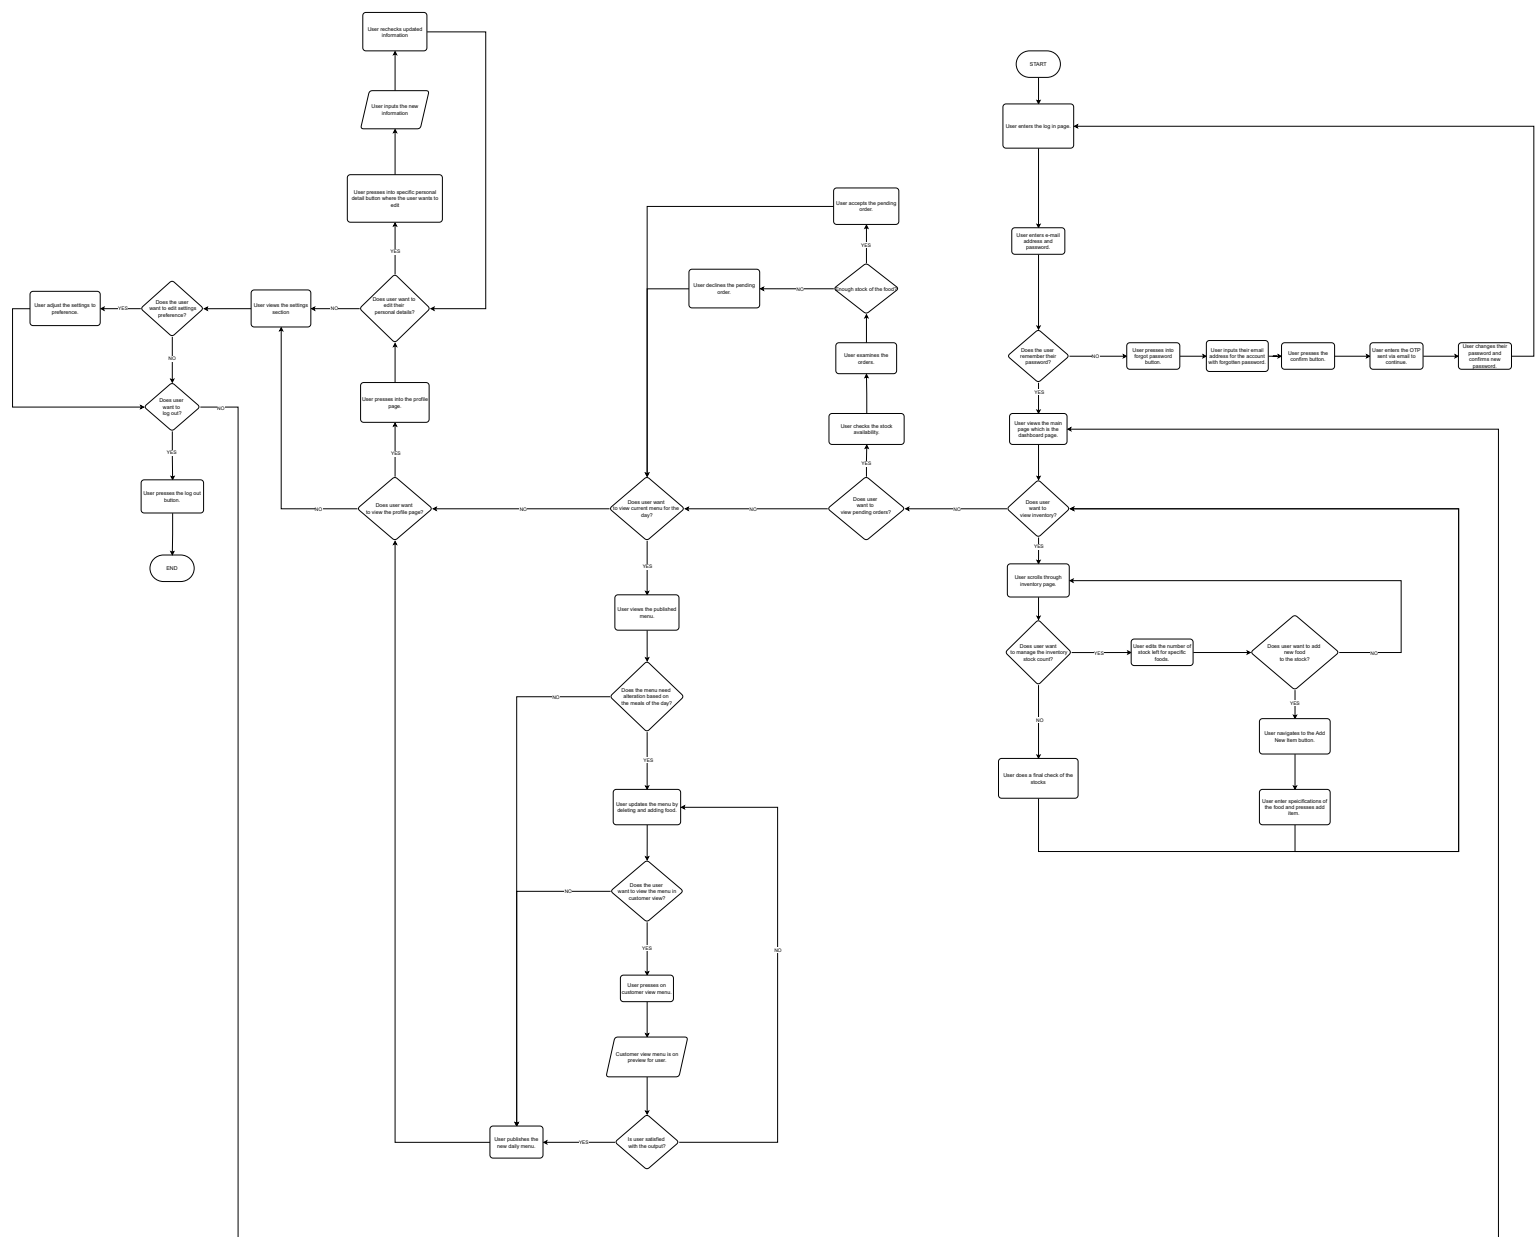 START
User enters the log in page.
User enters e-mail
address and
password.
Does the user
remember their
password?
NO
User presses into
forgot password
button.
User inputs their email
address for the account
with forgotten password.
User presses the
confirm button.
User enters the OTP
sent via email to
continue.
User changes their
password and
confirms new
password.
YES
User views the main
page which is the
dashboard page.
Does user
want to
view inventory?
YES
User scrolls through
inventory page.
Does user want
to manage the inventory
stock count?
YES
User edits the number of
stock left for specific
foods.
Does user want to add
new food
to the stock?
NO
YES
User navigates to the Add
New Item button.
User enter speicifications of
the food and presses add
item.
NO
User does a final check of the
stocks
NO
Does user
want to
view pending orders?
YES
User checks the stock
availability.
User examines the
orders.
Enough stock of the food?
YES
User accepts the pending
order.
NO
User declines the pending
order.
NO
Does user want
to view current menu for the
day?
YES
User views the published
menu.
Does the menu need
alteration based on
the meals of the day?
NO
YES
User updates the menu by
deleting and adding food.
Does the user
want to view the menu in
customer view?
NO
YES
User presses on
customer view menu.
Customer view menu is on
preview for user.
Is user satisfied
with the output?
NO
YES
User publishes the
new daily menu.
NO
Does user want
to view the profile page?
YES
User presses into the profile
page.
Does user want to
edit their
personal details?
YES
User presses into specific personal
detail button where the user wants to
edit
User inputs the new
information
User rechecks updated
information
NO
NO
User views the settings
section
Does the user
want to edit settings
preference?
YES
User adjust the settings to
preference.
NO
Does user
want to
log out?
NO
YES
User presses the log out
button.
END